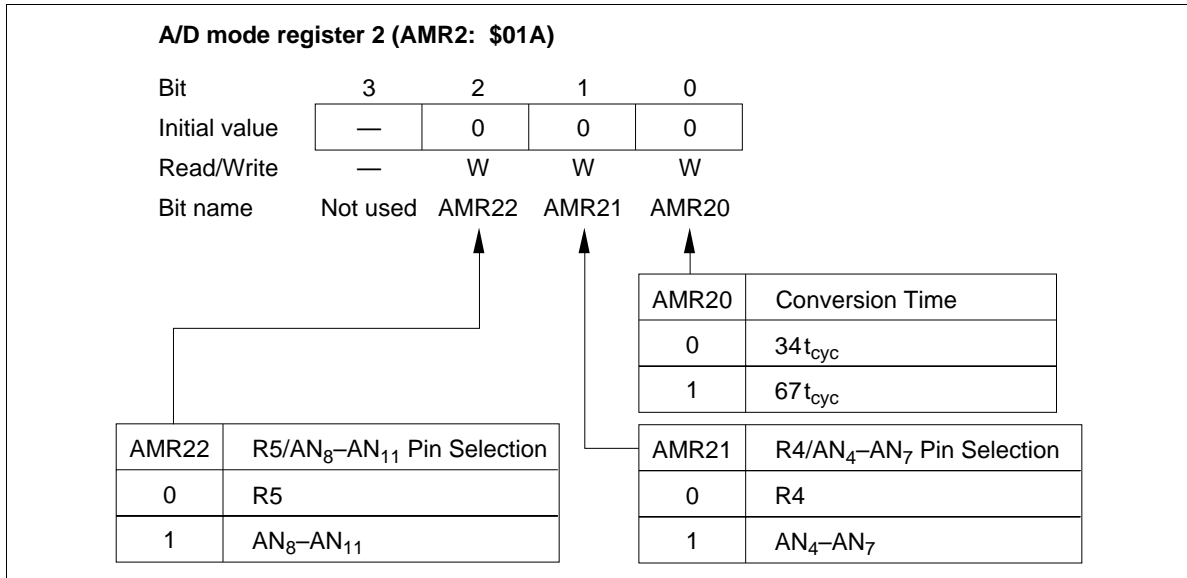 A/D mode register 2 (AMR2: $01A)
Bit 3 2 1 0
Initial value — 0 0 0
Read/Write — W W W
Bit name Not used AMR22 AMR21 AMR20
AMR20 Conversion Time
0 34tcyc
1 67tcyc
AMR22 R5/AN8–AN11 Pin Selection
0 R5
1 AN8–AN11
AMR21 R4/AN4–AN7 Pin Selection
0 R4
1 AN4–AN7